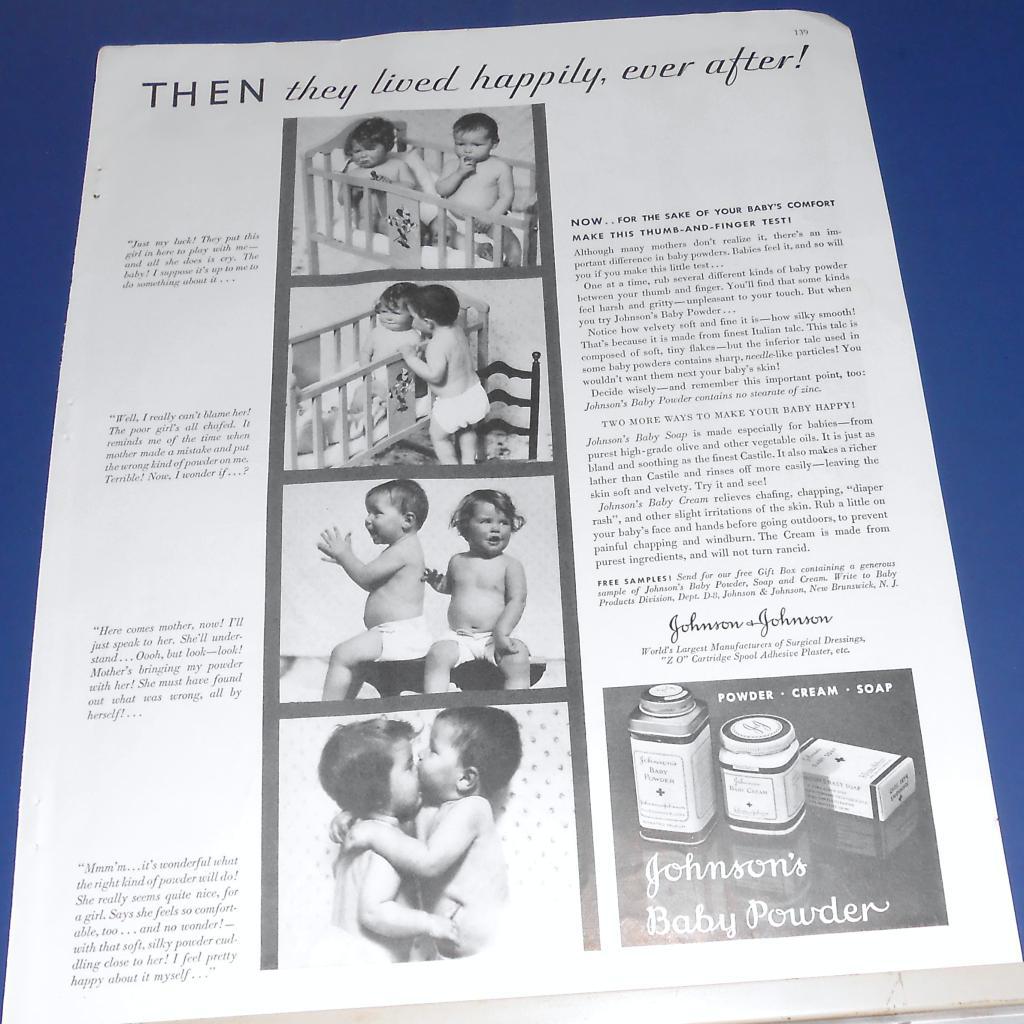 139
THEN they lived happily, ever after!
"Just my luck! They put this
girl in here to play with me—
and all she does is cry. The
baby! I suppose it's up to me to
do something about it . . .
"Well, I really can't blame her!
The poor girl's all chafed. It
reminds me of the time when
mother made a mistake and put
the wrong kind of powder on me.
Terrible! Now, I wonder if . . . ?
"Here comes mother, now! I'll
just speak to her. She'll under-
stand . . . Oooh, but look—look!
Mother's bringing my powder
with her! She must have found
out what was wrong, all by
herself! . . .
"Mmm'm . . . it's wonderful what
the right kind of powder will do!
She really seems quite nice, for
a girl. Says she feels so comfort-
able, too . . . and no wonder!—
with that soft, silky powder cud-
dling close to her! I feel pretty
happy about it myself . . ."
NOW . . FOR THE SAKE OF YOUR BABY'S COMFORT
MAKE THIS THUMB-AND-FINGER TEST!
Although many mothers don't realize it, there's an im-
portant difference in baby powders. Babies feel it, and so will
you if you make this little test . . .
One at a time, rub several different kinds of baby powder
between your thumb and finger. You'll find that some kinds
feel harsh and gritty—unpleasant to your touch. But when
you try Johnson's Baby Powder . . .
Notice how velvety soft and fine it is—how silky smooth!
That's because it is made from finest Italian talc. This talc is
composed of soft, tiny flakes—but the inferior talc used in
some baby powders contains sharp, needle-like particles! You
wouldn't want them next your baby's skin!
Decide wisely—and remember this important point, too:
Johnson's Baby Powder contains no stearate of zinc.
TWO MORE WAYS TO MAKE YOUR BABY HAPPY!
Johnson's Baby Soap is made especially for babies—from
purest high-grade olive and other vegetable oils. It is just as
bland and soothing as the finest Castile. It also makes a richer
lather than Castile and rinses off more easily—leaving the
skin soft and velvety. Try it and see!
Johnson's Baby Cream relieves chafing, chapping, "diaper
rash", and other slight irritations of the skin. Rub a little on
your baby's face and hands before going outdoors, to prevent
painful chapping and windburn. The Cream is made from
purest ingredients, and will not turn rancid.
FREE SAMPLES! Send for our free Gift Box containing a generous
sample of Johnson's Baby Powder, Soap and Cream. Write to Baby
Products Division, Dept. D-8, Johnson & Johnson, New Brunswick, N. J.
Johnson & Johnson
World's Largest Manufacturers of Surgical Dressings,
"Z O" Cartridge Spool Adhesive Plaster, etc.
POWDER · CREAM · SOAP
Johnson's
BABY
POWDER
Johnson & Johnson
Johnson's
BABY CREAM
Johnson & Johnson
BABY SOAP
Johnson's
Baby Powder